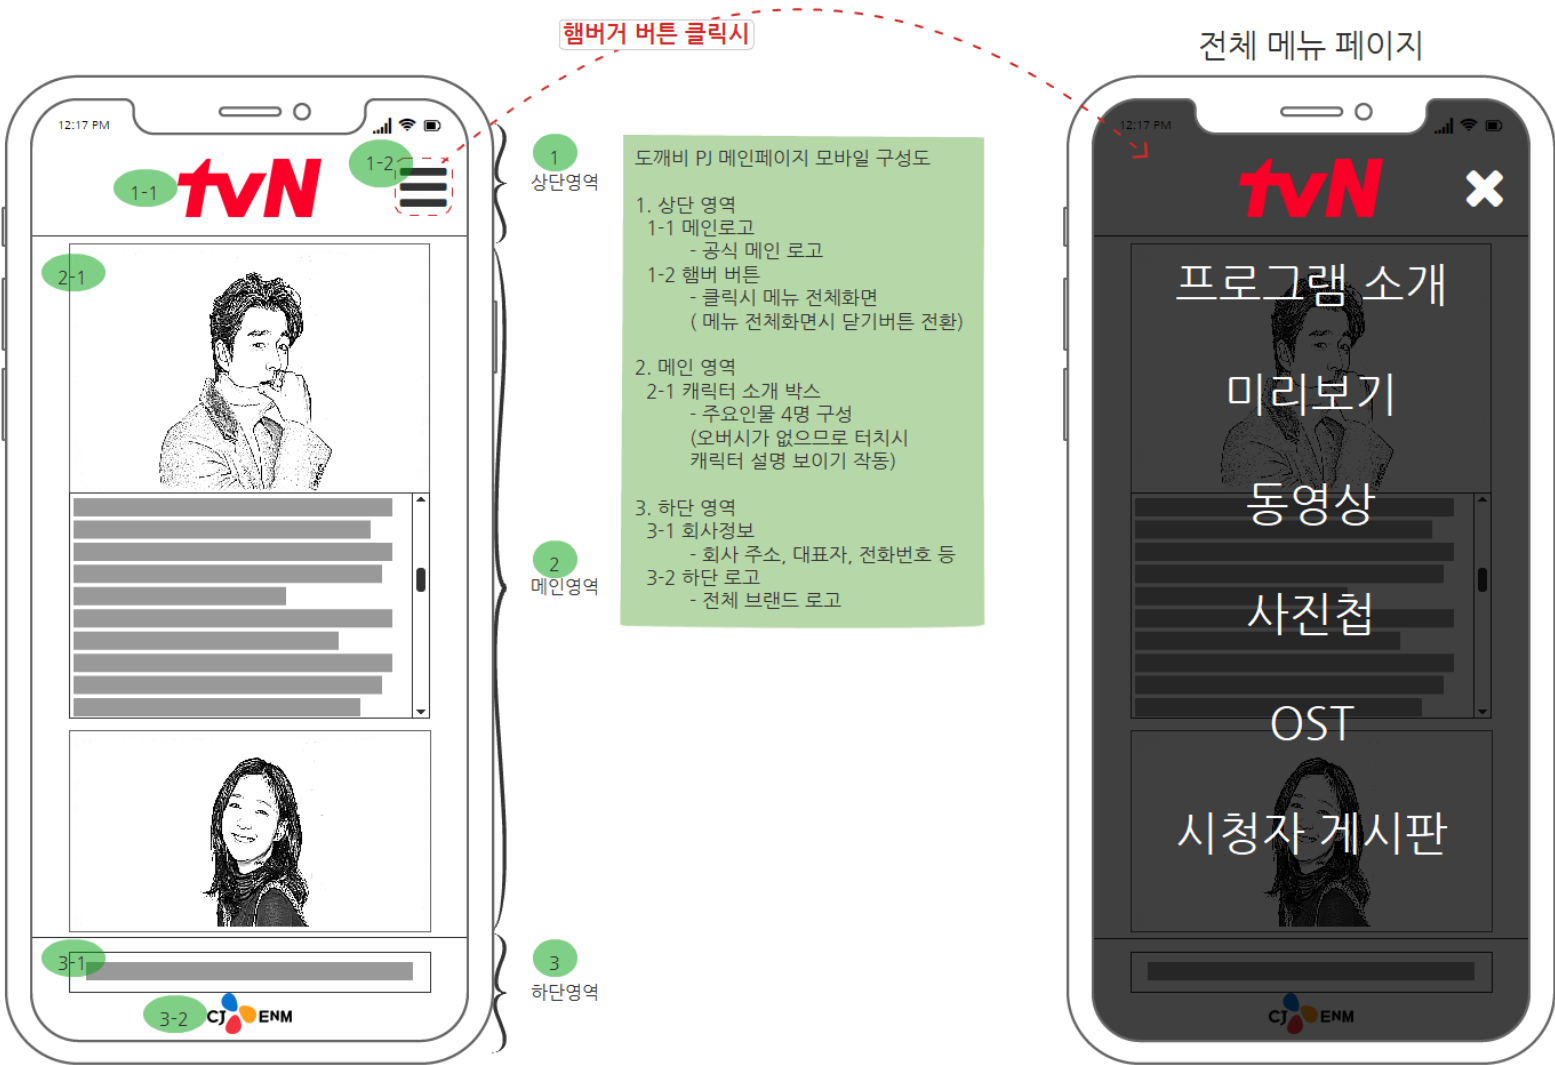 햄버거 버튼 클릭시
전체 메뉴 페이지
12:17 PM
1-1
tvN
1-2
2-1
3-1
3-2
CJ ENM
1
상단영역
2
메인영역
3
하단영역
도깨비 PJ 메인페이지 모바일 구성도
1. 상단 영역
1-1 메인로고
- 공식 메인 로고
1-2 햄버 버튼
- 클릭시 메뉴 전체화면
( 메뉴 전체화면시 닫기버튼 전환)
2. 메인 영역
2-1 캐릭터 소개 박스
- 주요인물 4명 구성
(오버시가 없으므로 터치시
캐릭터 설명 보이기 작동)
3. 하단 영역
3-1 회사정보
- 회사 주소, 대표자, 전화번호 등
3-2 하단 로고
- 전체 브랜드 로고
12:17 PM
tvN
프로그램 소개
미리보기
동영상
사진첩
OST
시청자 게시판
CJ ENM